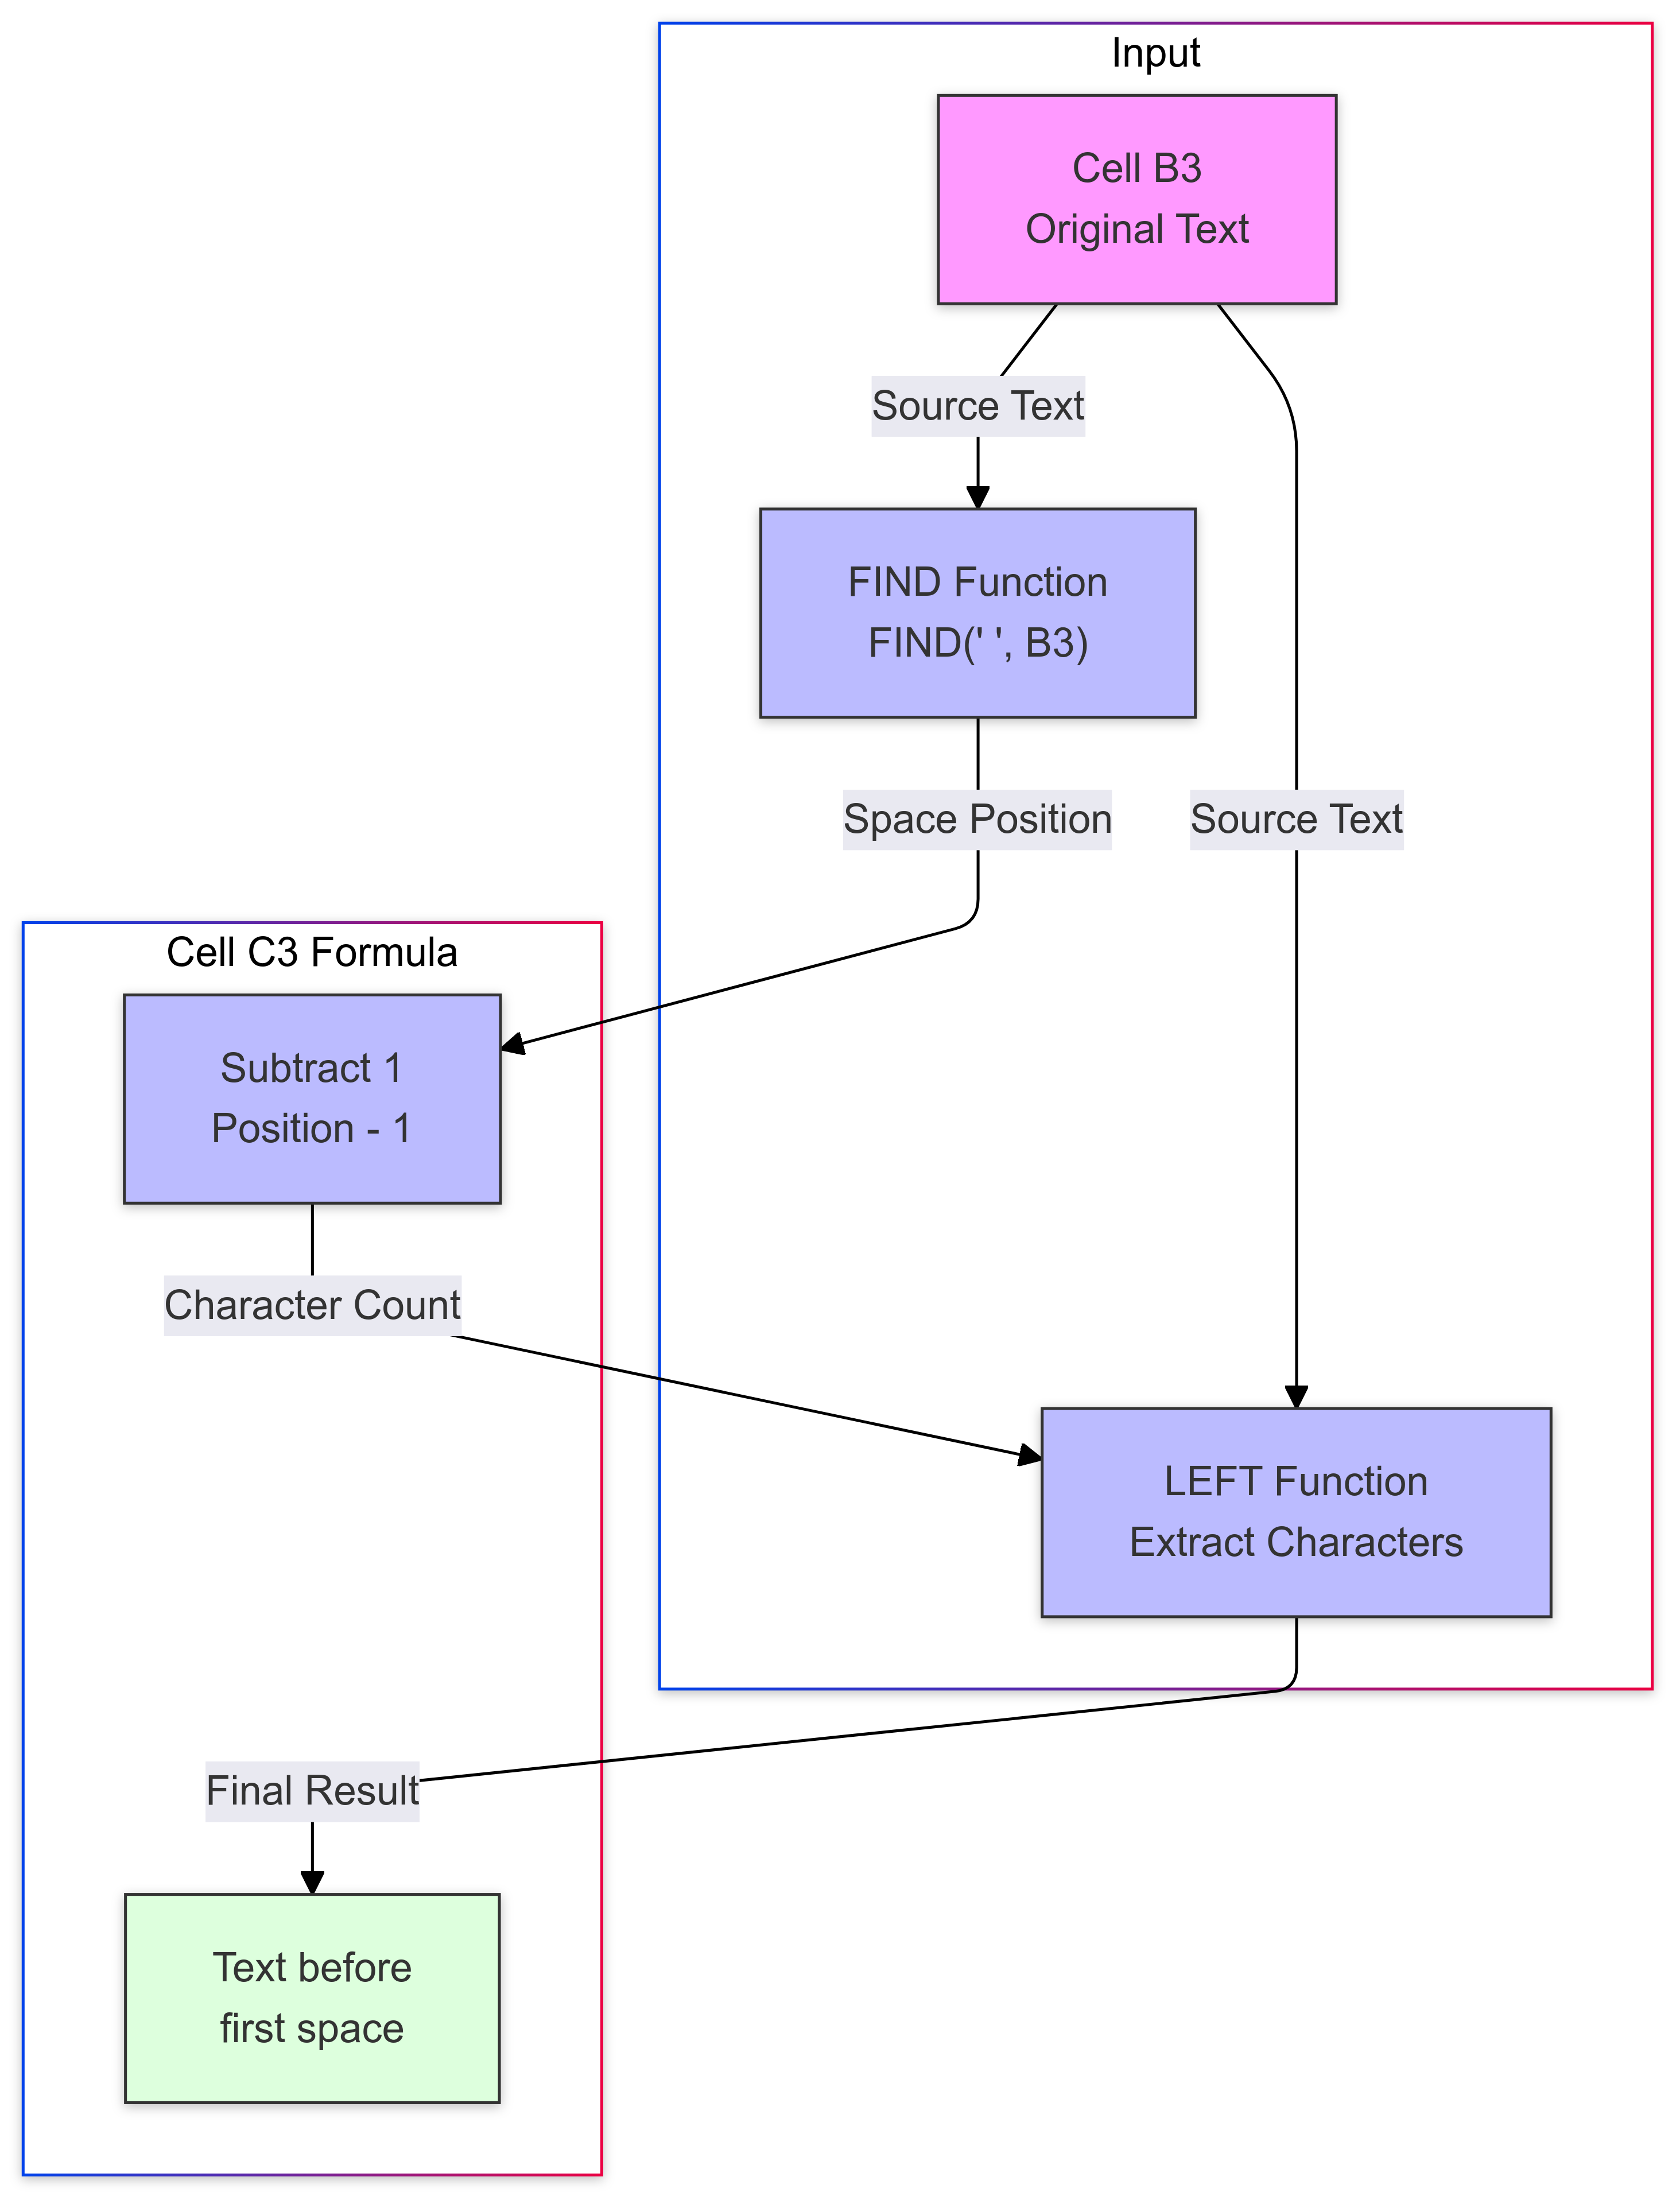 Input
Cell B3
Original Text
Source Text
FIND Function
FIND(' ', B3)
Space Position
Source Text
Cell C3 Formula
Subtract 1
Position - 1
Character Count
LEFT Function
Extract Characters
Final Result
Text before
first space